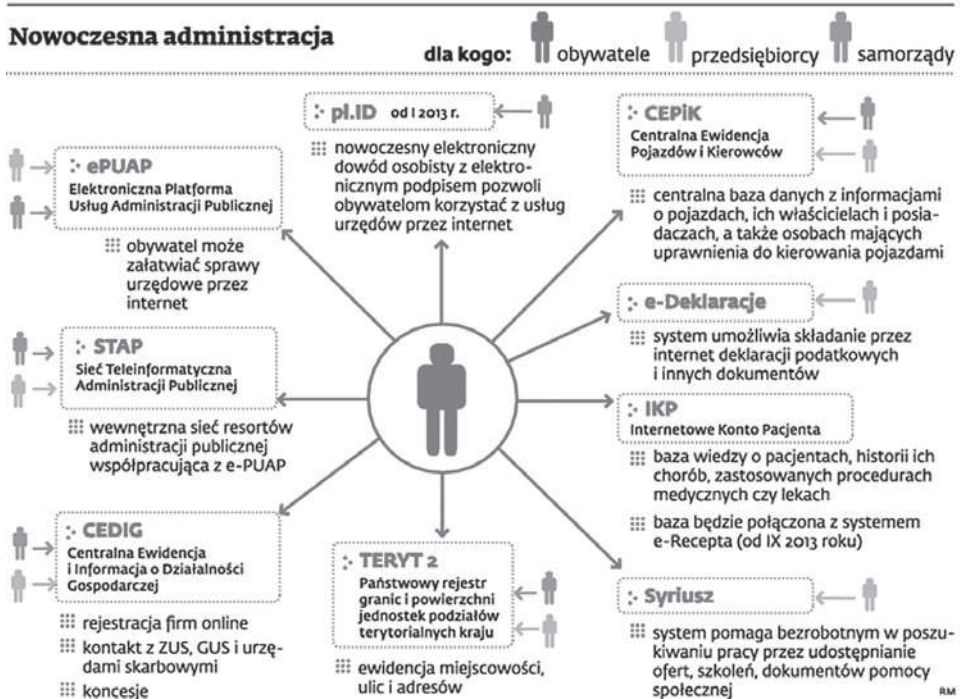 Nowoczesna administracja
dla kogo: obywatele przedsiębiorcy samorządy
ePUAP
Elektroniczna Platforma
Usług Administracji Publicznej
obywatel może
załatwiać sprawy
urzędowe przez
internet
pl.ID od I 2013 r.
nowoczesny elektroniczny
dowód osobisty z elektro-
nicznym podpisem pozwoli
obywatelom korzystać z usług
urzędów przez internet
CEPiK
Centralna Ewidencja
Pojazdów i Kierowców
centralna baza danych z informacjami
o pojazdach, ich właścicielach i posia-
daczach, a także osobach mających
uprawnienia do kierowania pojazdami
STAP
Sieć Teleinformatyczna
Administracji Publicznej
wewnętrzna sieć resortów
administracji publicznej
współpracująca z e-PUAP
e-Deklaracje
system umożliwia składanie przez
internet deklaracji podatkowych
i innych dokumentów
IKP
Internetowe Konto Pacjenta
baza wiedzy o pacjentach, historii ich
chorób, zastosowanych procedurach
medycznych czy lekach
baza będzie połączona z systemem
e-Recepta (od IX 2013 roku)
CEDIG
Centralna Ewidencja
i Informacja o Działalności
Gospodarczej
rejestracja firm online
kontakt z ZUS, GUS i urzę-
dami skarbowymi
koncesje
TERYT 2
Państwowy rejestr
granic i powierzchni
jednostek podziałów
terytorialnych kraju
ewidencja miejscowości,
ulic i adresów
Syriusz
system pomaga bezrobotnym w poszu-
kiwaniu pracy przez udostępnianie
ofert, szkoleń, dokumentów pomocy
społecznej
RM